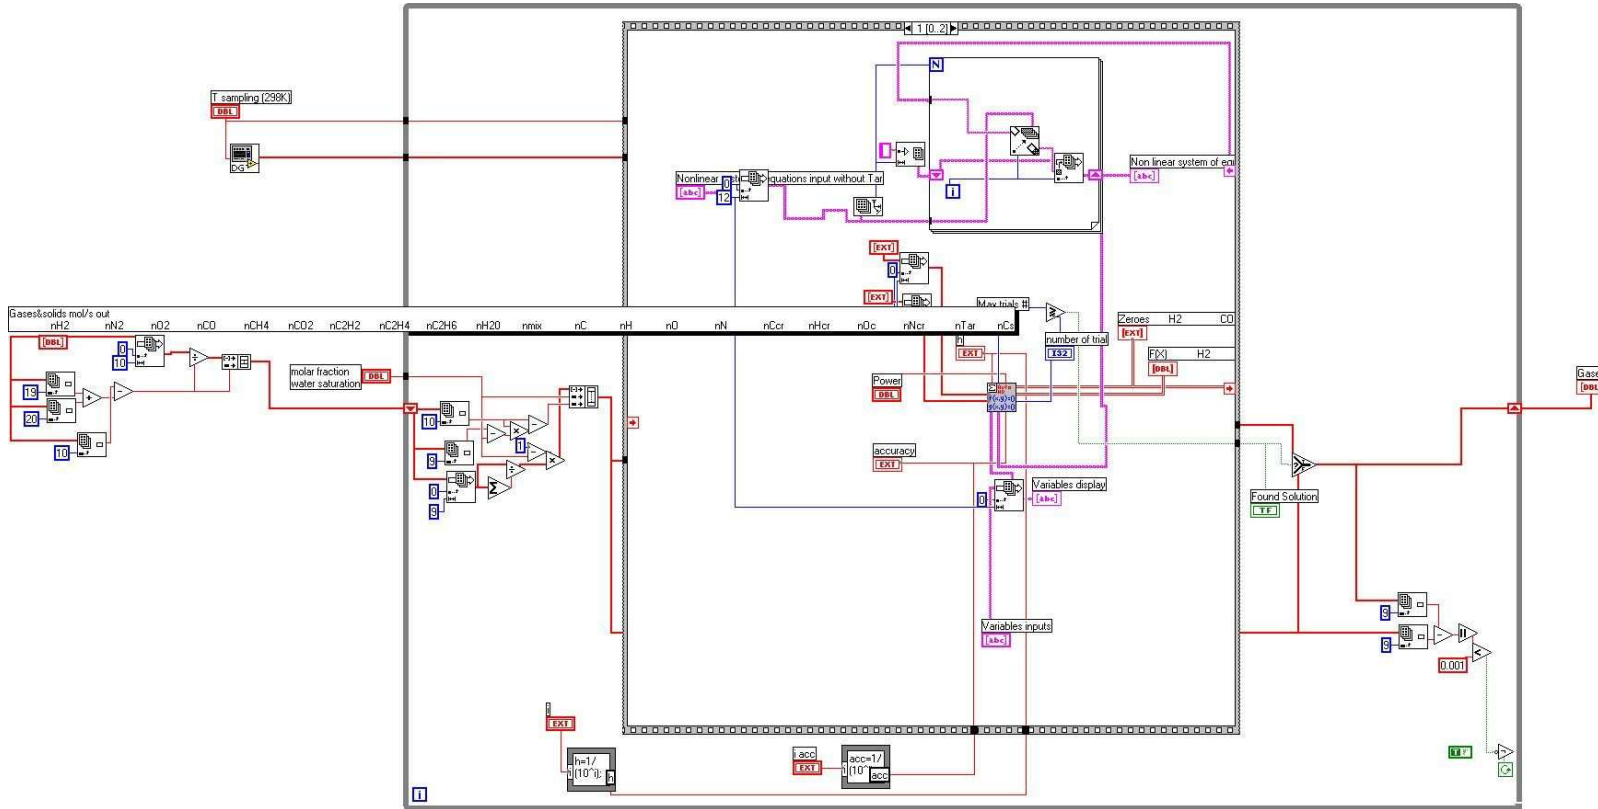 1 [0..2]
N
T sampling (298K)
DBL
DG
Non linear system of equ
[abc]
Nonlinear
equations input without Tar
[abc]
0
12
i
[EXT]
0
[EXT]
Max trials #
Gases&solids mol/s out
nH2 nN2 nO2 nCO nCH4 nCO2 nC2H2 nC2H4 nC2H6 nH20 nmix nC nH nO nN nCcr nHcr nOc nNcr nTar nCs
Zeroes H2 CO
[EXT]
number of trial
I32
h
EXT
F(X) H2
[DBL]
[DBL]
0
10
19
20
10
molar fraction
water saturation
DBL
Power
DBL
Gase
[DBL
10
9
0
9
1
accuracy
EXT
0
Variables display
[abc]
Found Solution
TF
Variables inputs
[abc]
9
9
0.001
i
EXT
h=1/
(10^i);
i
h
i acc
EXT
acc=1/
(10^
i
acc
T F
i